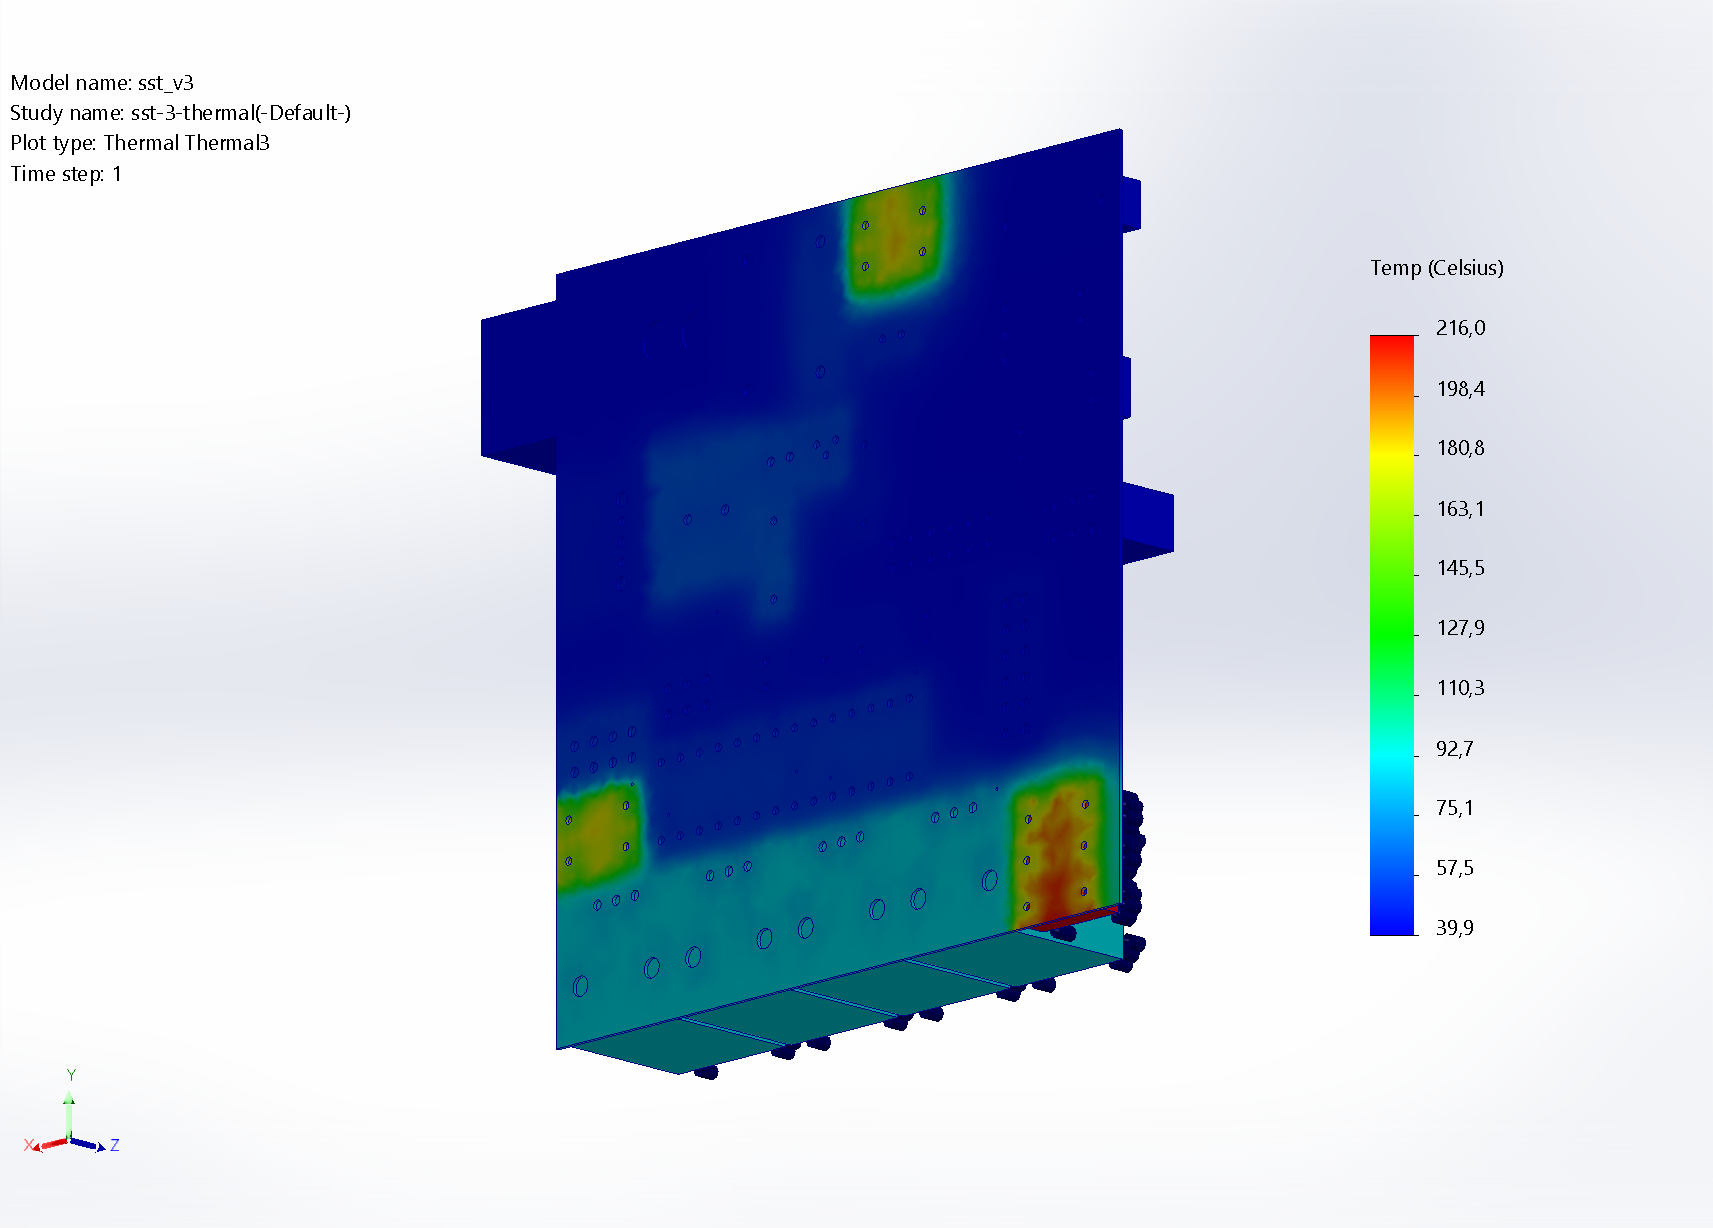 Model name: sst_v3
Study name: sst-3-thermal(-Default-)
Plot type: Thermal Thermal3
Time step: 1
Temp (Celsius)
216,0
198,4
180,8
163,1
145,5
127,9
110,3
92,7
75,1
57,5
39,9
Y
X
Z